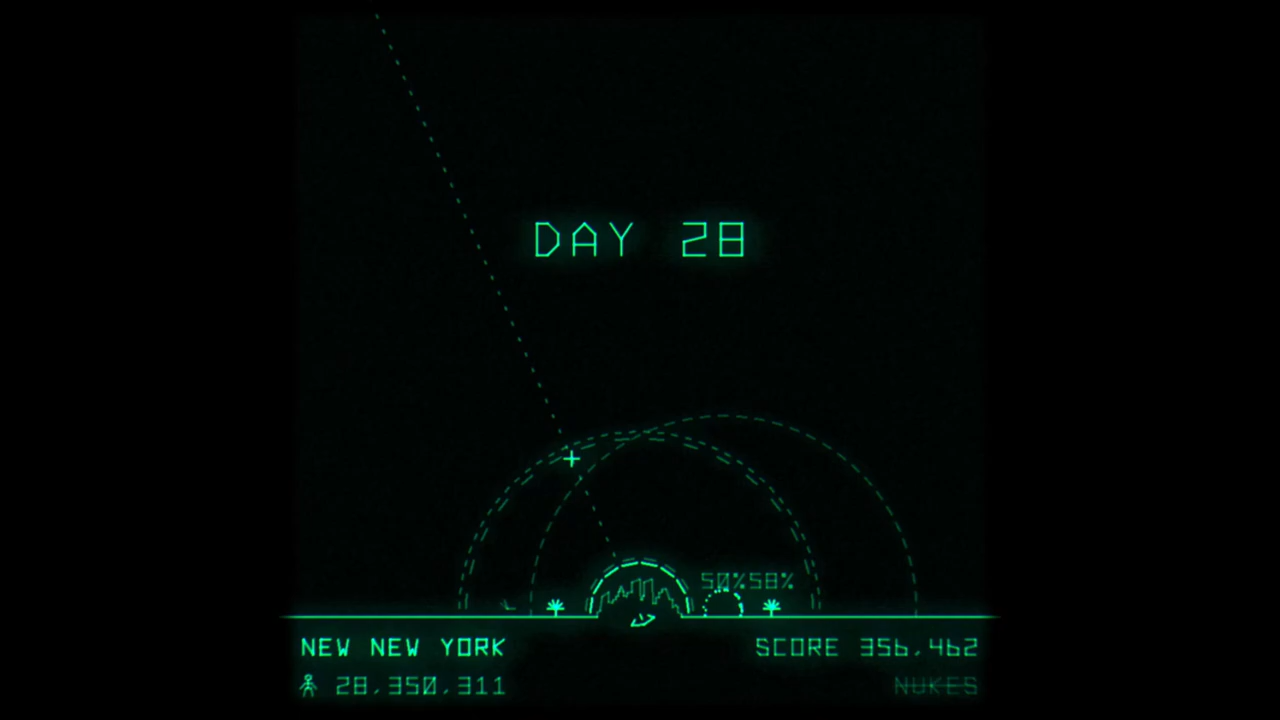 DAY 28
50%58%
NEW NEW YORK
SCORE 356,462
28,350,311
NUKES